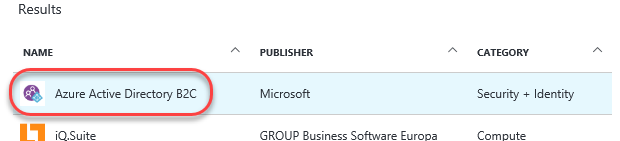 Results
NAME PUBLISHER CATEGORY
Azure Active Directory B2C Microsoft Security + Identity
iQ.Suite GROUP Business Software Europa Compute